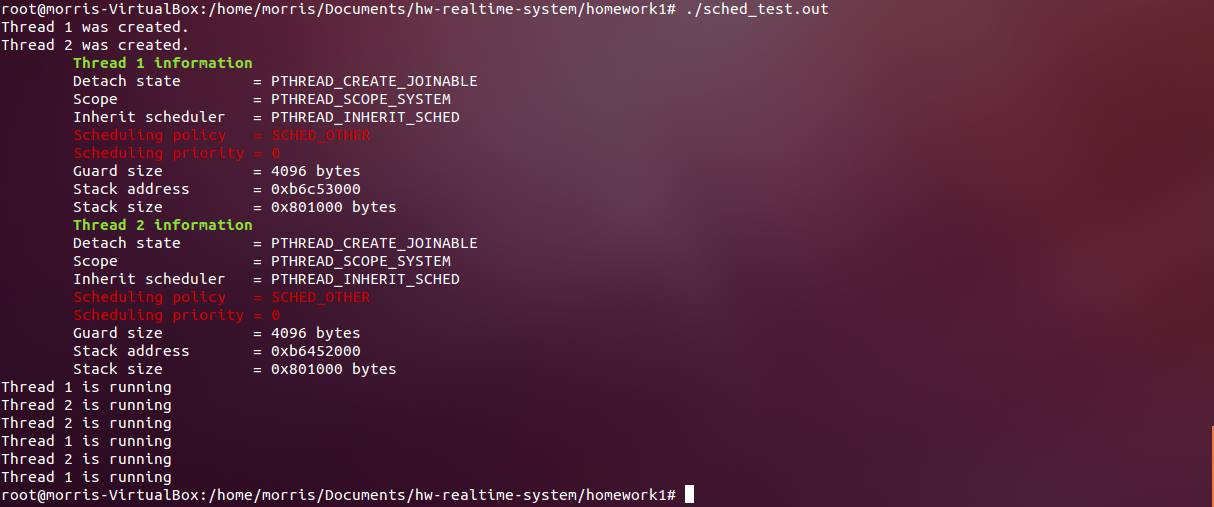 root@morris-VirtualBox:/home/morris/Documents/hw-realtime-system/homework1# ./sched_test.out
Thread 1 was created.
Thread 2 was created.
Thread 1 information
Detach state = PTHREAD_CREATE_JOINABLE
Scope = PTHREAD_SCOPE_SYSTEM
Inherit scheduler = PTHREAD_INHERIT_SCHED
Scheduling policy = SCHED_OTHER
Scheduling priority = 0
Guard size = 4096 bytes
Stack address = 0xb6c53000
Stack size = 0x801000 bytes
Thread 2 information
Detach state = PTHREAD_CREATE_JOINABLE
Scope = PTHREAD_SCOPE_SYSTEM
Inherit scheduler = PTHREAD_INHERIT_SCHED
Scheduling policy = SCHED_OTHER
Scheduling priority = 0
Guard size = 4096 bytes
Stack address = 0xb6452000
Stack size = 0x801000 bytes
Thread 1 is running
Thread 2 is running
Thread 2 is running
Thread 1 is running
Thread 2 is running
Thread 1 is running
root@morris-VirtualBox:/home/morris/Documents/hw-realtime-system/homework1#